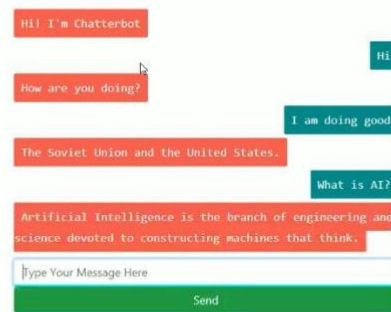 Hi! I'm Chatterbot
Hi
How are you doing?
I am doing good
The Soviet Union and the United States.
What is AI?
Artificial Intelligence is the branch of engineering and
science devoted to constructing machines that think.
Type Your Message Here
Send